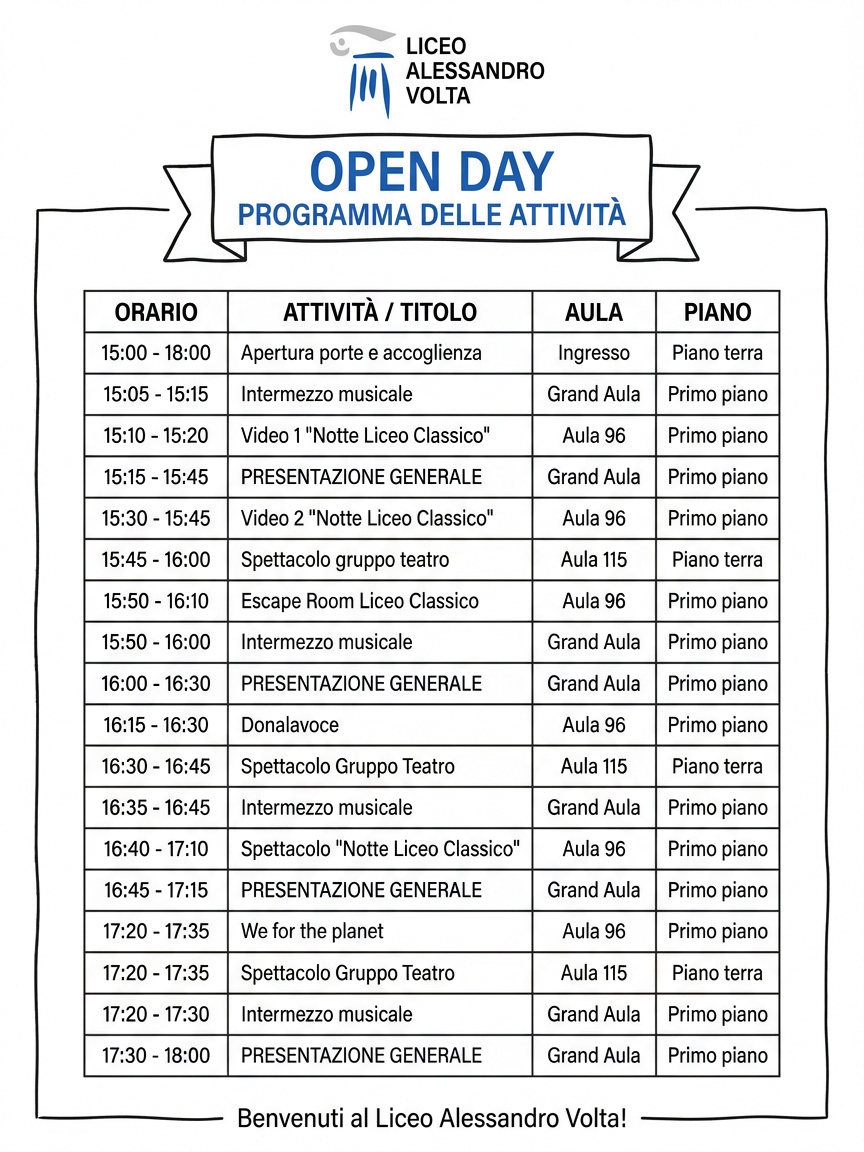 LICEO
ALESSANDRO
VOLTA
OPEN DAY
PROGRAMMA DELLE ATTIVITÀ
ORARIO ATTIVITÀ / TITOLO AULA PIANO
15:00 - 18:00 Apertura porte e accoglienza Ingresso Piano terra
15:05 - 15:15 Intermezzo musicale Grand Aula Primo piano
15:10 - 15:20 Video 1 "Notte Liceo Classico" Aula 96 Primo piano
15:15 - 15:45 PRESENTAZIONE GENERALE Grand Aula Primo piano
15:30 - 15:45 Video 2 "Notte Liceo Classico" Aula 96 Primo piano
15:45 - 16:00 Spettacolo gruppo teatro Aula 115 Piano terra
15:50 - 16:10 Escape Room Liceo Classico Aula 96 Primo piano
15:50 - 16:00 Intermezzo musicale Grand Aula Primo piano
16:00 - 16:30 PRESENTAZIONE GENERALE Grand Aula Primo piano
16:15 - 16:30 Donalavoce Aula 96 Primo piano
16:30 - 16:45 Spettacolo Gruppo Teatro Aula 115 Piano terra
16:35 - 16:45 Intermezzo musicale Grand Aula Primo piano
16:40 - 17:10 Spettacolo "Notte Liceo Classico" Aula 96 Primo piano
16:45 - 17:15 PRESENTAZIONE GENERALE Grand Aula Primo piano
17:20 - 17:35 We for the planet Aula 96 Primo piano
17:20 - 17:35 Spettacolo Gruppo Teatro Aula 115 Piano terra
17:20 - 17:30 Intermezzo musicale Grand Aula Primo piano
17:30 - 18:00 PRESENTAZIONE GENERALE Grand Aula Primo piano
Benvenuti al Liceo Alessandro Volta!